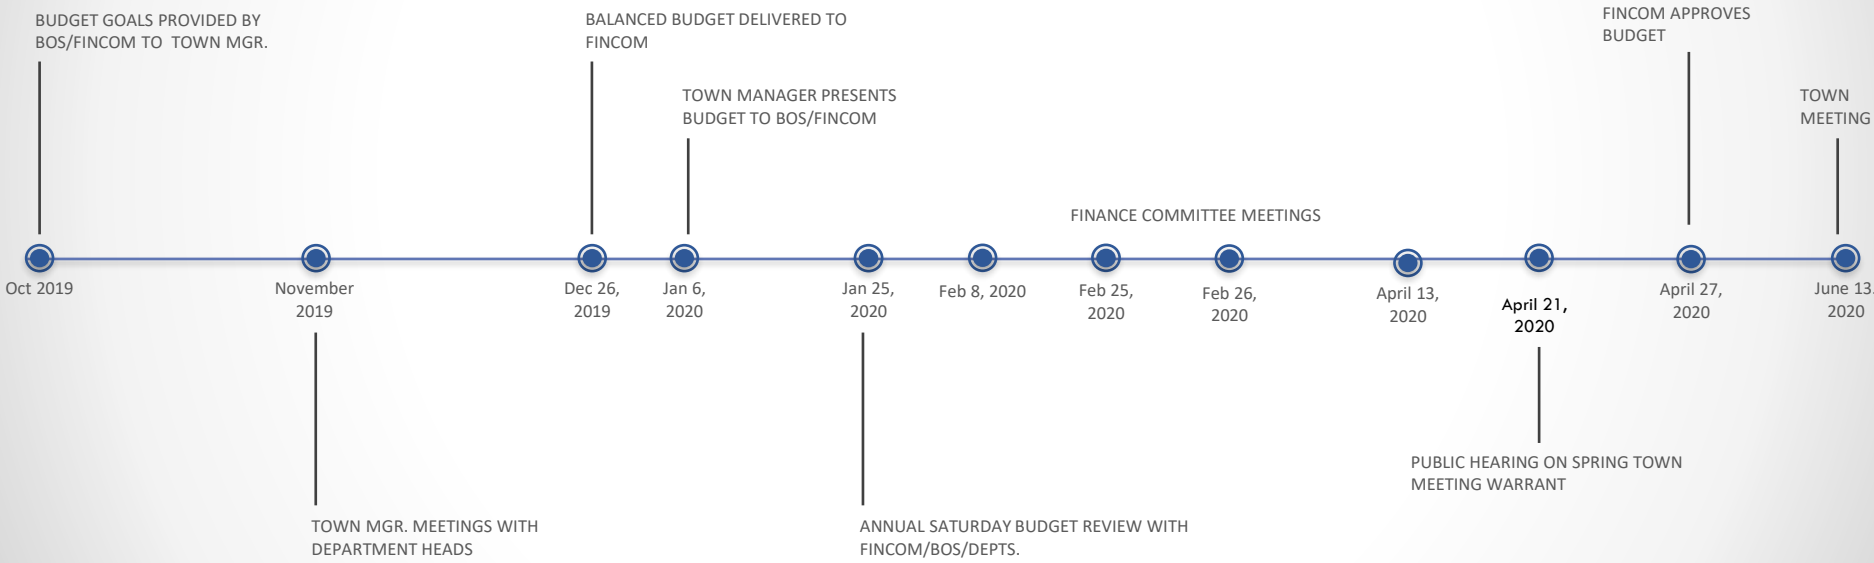 BUDGET GOALS PROVIDED BY
BOS/FINCOM TO TOWN MGR.
BALANCED BUDGET DELIVERED TO
FINCOM
FINCOM APPROVES
BUDGET
TOWN MANAGER PRESENTS
BUDGET TO BOS/FINCOM
TOWN
MEETING
FINANCE COMMITTEE MEETINGS
Oct 2019
November
2019
Dec 26,
2019
Jan 6,
2020
Jan 25,
2020
Feb 8, 2020
Feb 25,
2020
Feb 26,
2020
April 13,
2020
April 21,
2020
April 27,
2020
June 13,
2020
PUBLIC HEARING ON SPRING TOWN
MEETING WARRANT
TOWN MGR. MEETINGS WITH
DEPARTMENT HEADS
ANNUAL SATURDAY BUDGET REVIEW WITH
FINCOM/BOS/DEPTS.